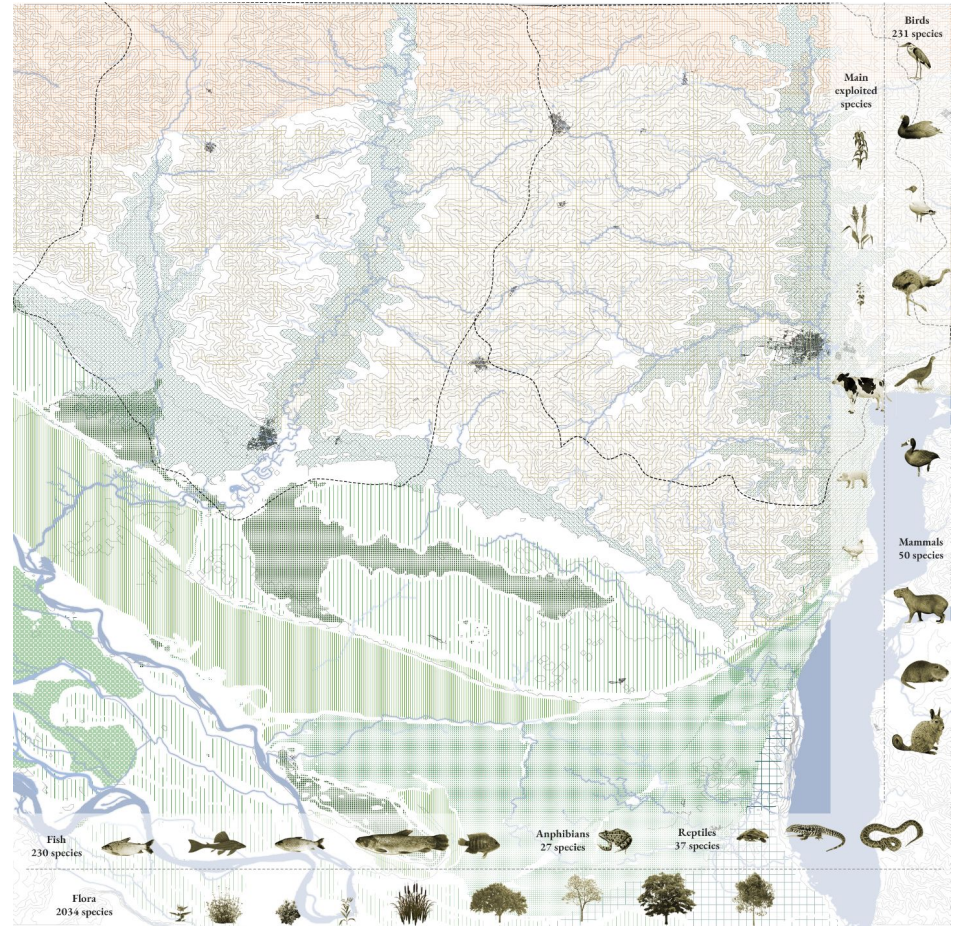 Birds
231 species
Main
exploited
species
Mammals
50 species
Fish
230 species
Anphibians
27 species
Reptiles
37 species
Flora
2034 species